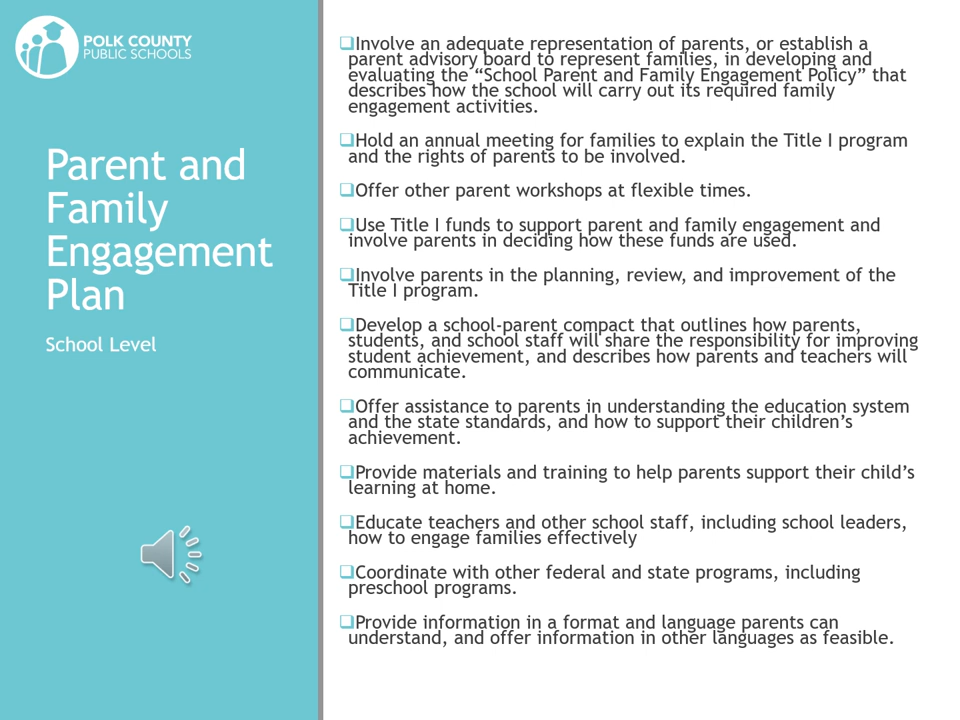 POLK COUNTY
PUBLIC SCHOOLS
Parent and
Family
Engagement
Plan
School Level
❑Involve an adequate representation of parents, or establish a
parent advisory board to represent families, in developing and
evaluating the “School Parent and Family Engagement Policy” that
describes how the school will carry out its required family
engagement activities.
❑Hold an annual meeting for families to explain the Title I program
and the rights of parents to be involved.
❑Offer other parent workshops at flexible times.
❑Use Title I funds to support parent and family engagement and
involve parents in deciding how these funds are used.
❑Involve parents in the planning, review, and improvement of the
Title I program.
❑Develop a school-parent compact that outlines how parents,
students, and school staff will share the responsibility for improving
student achievement, and describes how parents and teachers will
communicate.
❑Offer assistance to parents in understanding the education system
and the state standards, and how to support their children’s
achievement.
❑Provide materials and training to help parents support their child’s
learning at home.
❑Educate teachers and other school staff, including school leaders,
how to engage families effectively
❑Coordinate with other federal and state programs, including
preschool programs.
❑Provide information in a format and language parents can
understand, and offer information in other languages as feasible.